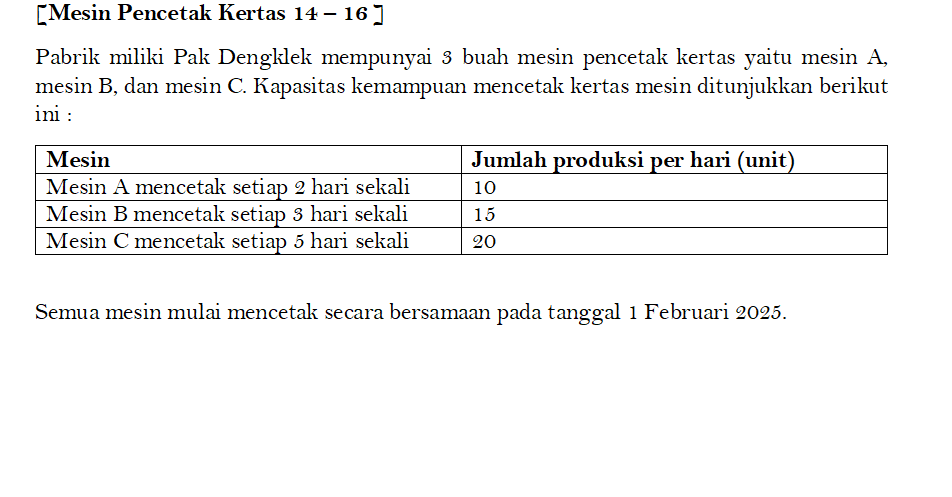 [Mesin Pencetak Kertas 14 – 16 ]
Pabrik miliki Pak Dengklek mempunyai 3 buah mesin pencetak kertas yaitu mesin A,
mesin B, dan mesin C. Kapasitas kemampuan mencetak kertas mesin ditunjukkan berikut
ini :
Mesin Jumlah produksi per hari (unit)
Mesin A mencetak setiap 2 hari sekali 10
Mesin B mencetak setiap 3 hari sekali 15
Mesin C mencetak setiap 5 hari sekali 20
Semua mesin mulai mencetak secara bersamaan pada tanggal 1 Februari 2025.